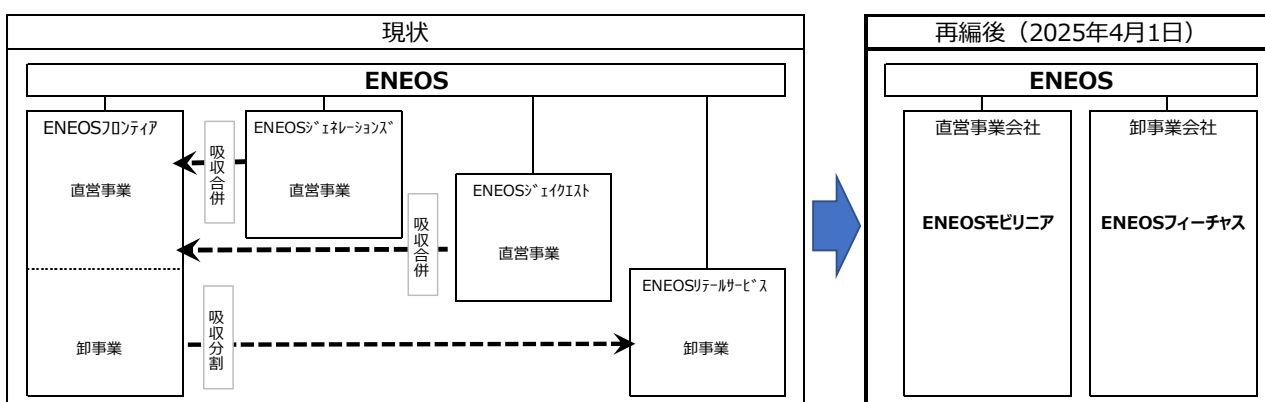 現状
ENEOS
ENEOSﾌﾛﾝﾃｨｱ
直営事業
卸事業
吸収合併
ENEOSｼﾞｪﾈﾚｰｼｮﾝｽﾞ
直営事業
吸収合併
ENEOSｼﾞｪｲｸｴｽﾄ
直営事業
吸収分割
ENEOSﾘﾃｰﾙｻｰﾋﾞｽ
卸事業
再編後（2025年4月1日）
ENEOS
直営事業会社
ENEOSモビリニア
卸事業会社
ENEOSフィーチャス